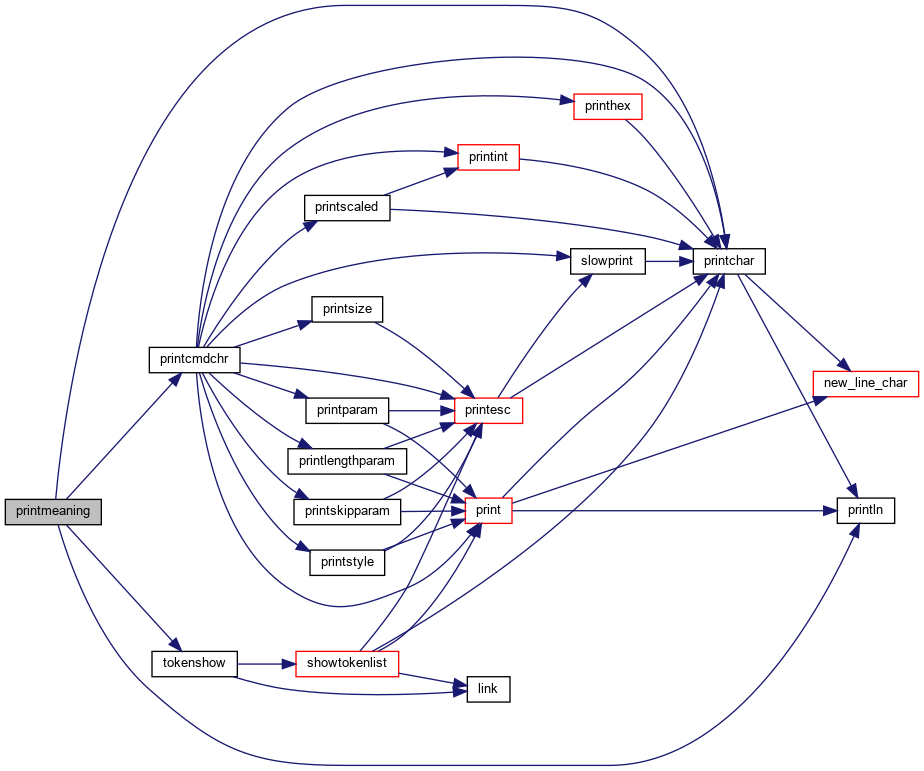 printhex
printint
printscaled
slowprint
printchar
printsize
printcmdchr
new_line_char
printparam
printesc
printlengthparam
printmeaning
printskipparam
print
println
printstyle
tokenshow
showtokenlist
link